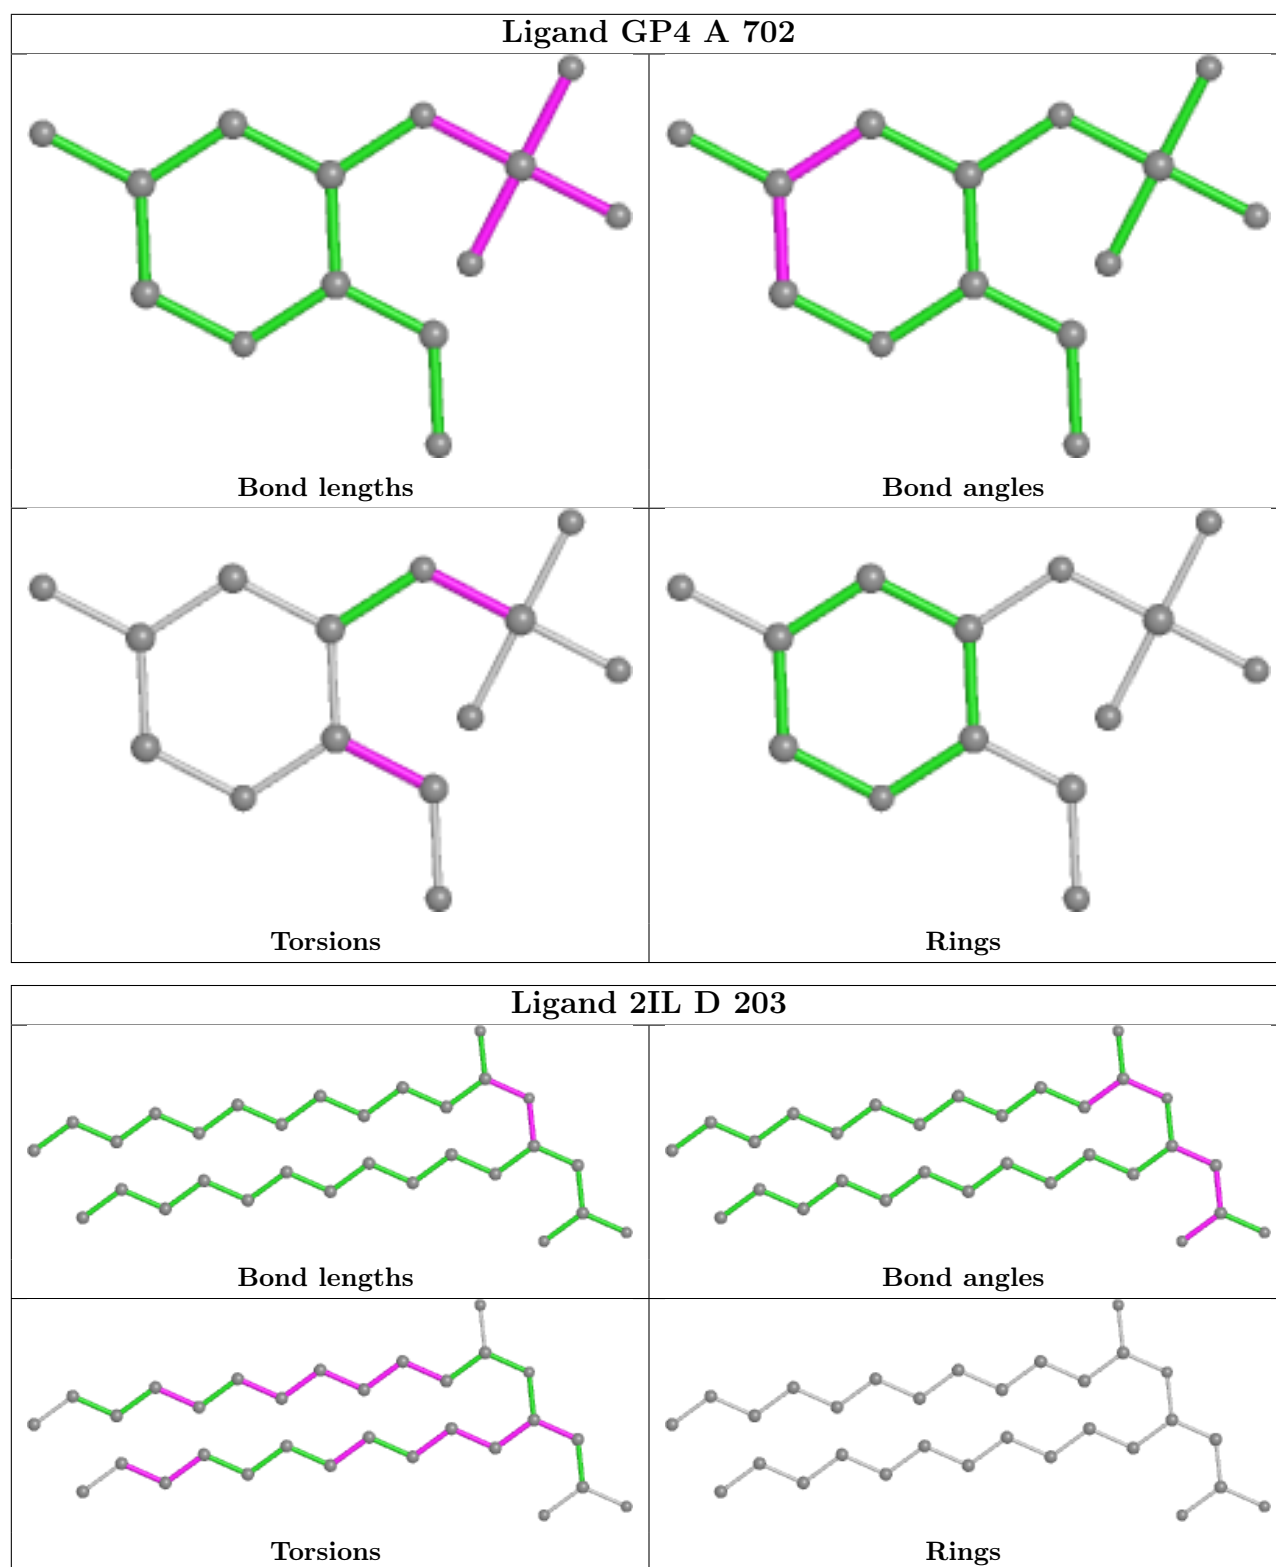 Ligand GP4 A 702
Bond lengths
Bond angles
Torsions
Rings
Ligand 2IL D 203
Bond lengths
Bond angles
Torsions
Rings